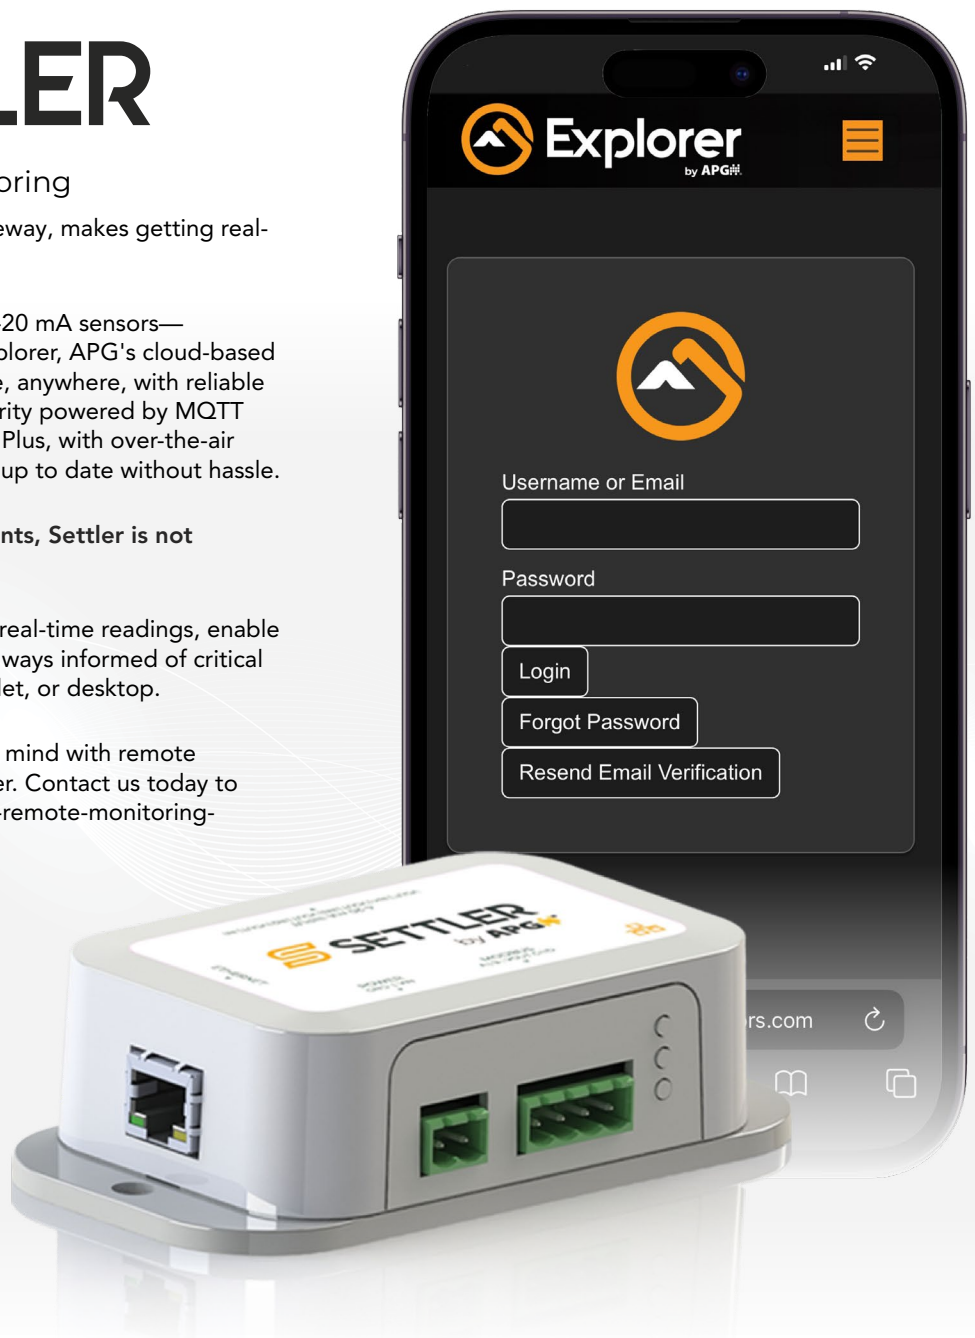 LER
oring
eway, makes getting real-
20 mA sensors—
plorer, APG's cloud-based
e, anywhere, with reliable
rity powered by MQTT
Plus, with over-the-air
up to date without hassle.
nts, Settler is not
real-time readings, enable
ways informed of critical
let, or desktop.
mind with remote
er. Contact us today to
-remote-monitoring-
Explorer
by APG
Username or Email
Password
Login
Forgot Password
Resend Email Verification
rs.com
SETTLER
by APG
ETHERNET
POWER
MODBUS